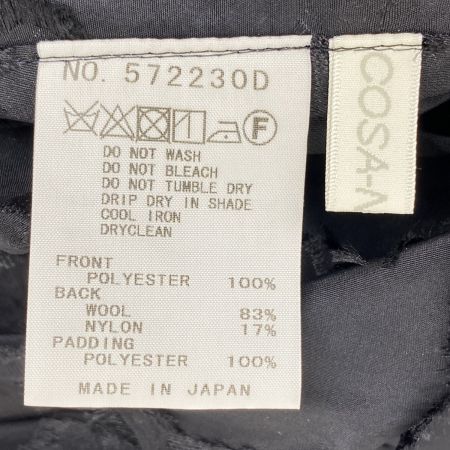 NO. 572230D
F
DO NOT WASH
DO NOT BLEACH
DO NOT TUMBLE DRY
DRIP DRY IN SHADE
COOL IRON
DRYCLEAN
FRONT
POLYESTER 100%
BACK
WOOL 83%
NYLON 17%
PADDING
POLYESTER 100%
MADE IN JAPAN
COSA-